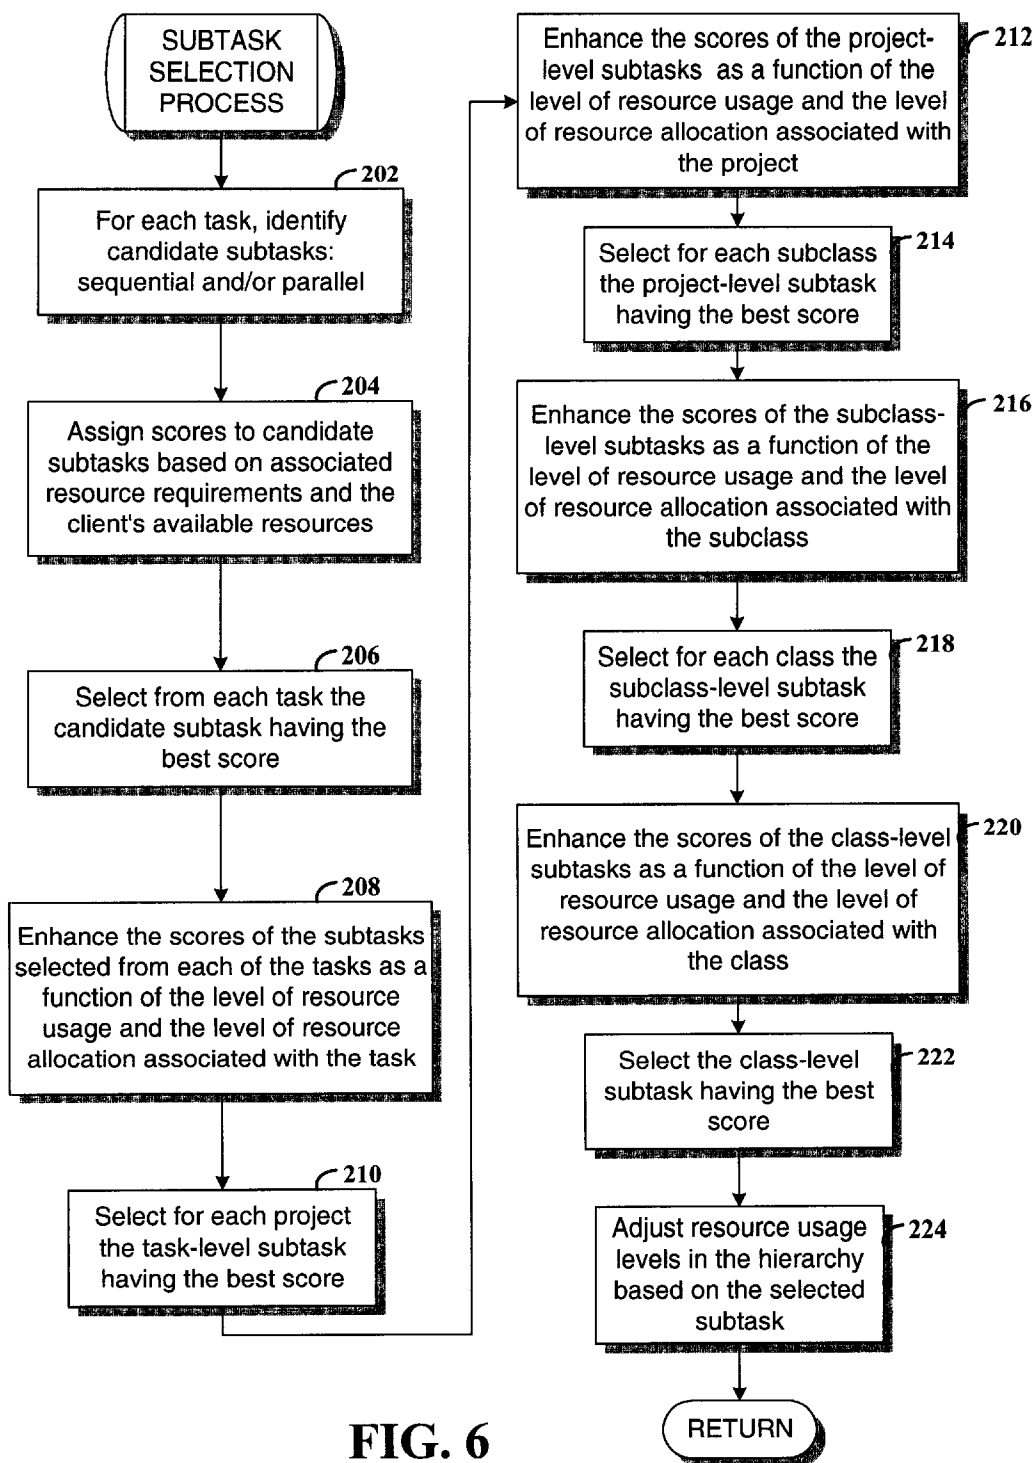 SUBTASK
SELECTION
PROCESS
202
For each task, identify
candidate subtasks:
sequential and/or parallel
204
Assign scores to candidate
subtasks based on associated
resource requirements and the
client's available resources
206
Select from each task the
candidate subtask having the
best score
208
Enhance the scores of the subtasks
selected from each of the tasks as a
function of the level of resource
usage and the level of resource
allocation associated with the task
210
Select for each project
the task-level subtask
having the best score
212
Enhance the scores of the project-
level subtasks as a function of the
level of resource usage and the level
of resource allocation associated with
the project
214
Select for each subclass
the project-level subtask
having the best score
216
Enhance the scores of the subclass-
level subtasks as a function of the
level of resource usage and the level
of resource allocation associated with
the subclass
218
Select for each class the
subclass-level subtask
having the best score
220
Enhance the scores of the class-level
subtasks as a function of the level of
resource usage and the level of
resource allocation associated with
the class
222
Select the class-level
subtask having the best
score
224
Adjust resource usage
levels in the hierarchy
based on the selected
subtask
RETURN
FIG. 6